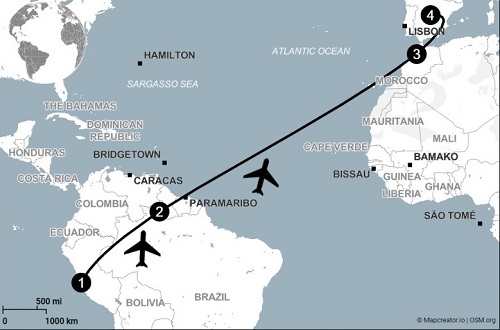 4
LISBON
3
HAMILTON
ATLANTIC OCEAN
SARGASSO SEA
MOROCCO
THE BAHAMAS
MAURITANIA
DOMINICAN
REPUBLIC
MALI
HONDURAS
CAPE VERDE
BRIDGETOWN
BAMAKO
COSTA RICA
CARACAS
BISSAU
GUINEA
GHANA
LIBERIA
COLOMBIA
PARAMARIBO
2
SÃO TOMÉ
ECUADOR
1
BOLIVIA
BRAZIL
500 mi
0
1000 km
© Mapcreator.io | OSM.org